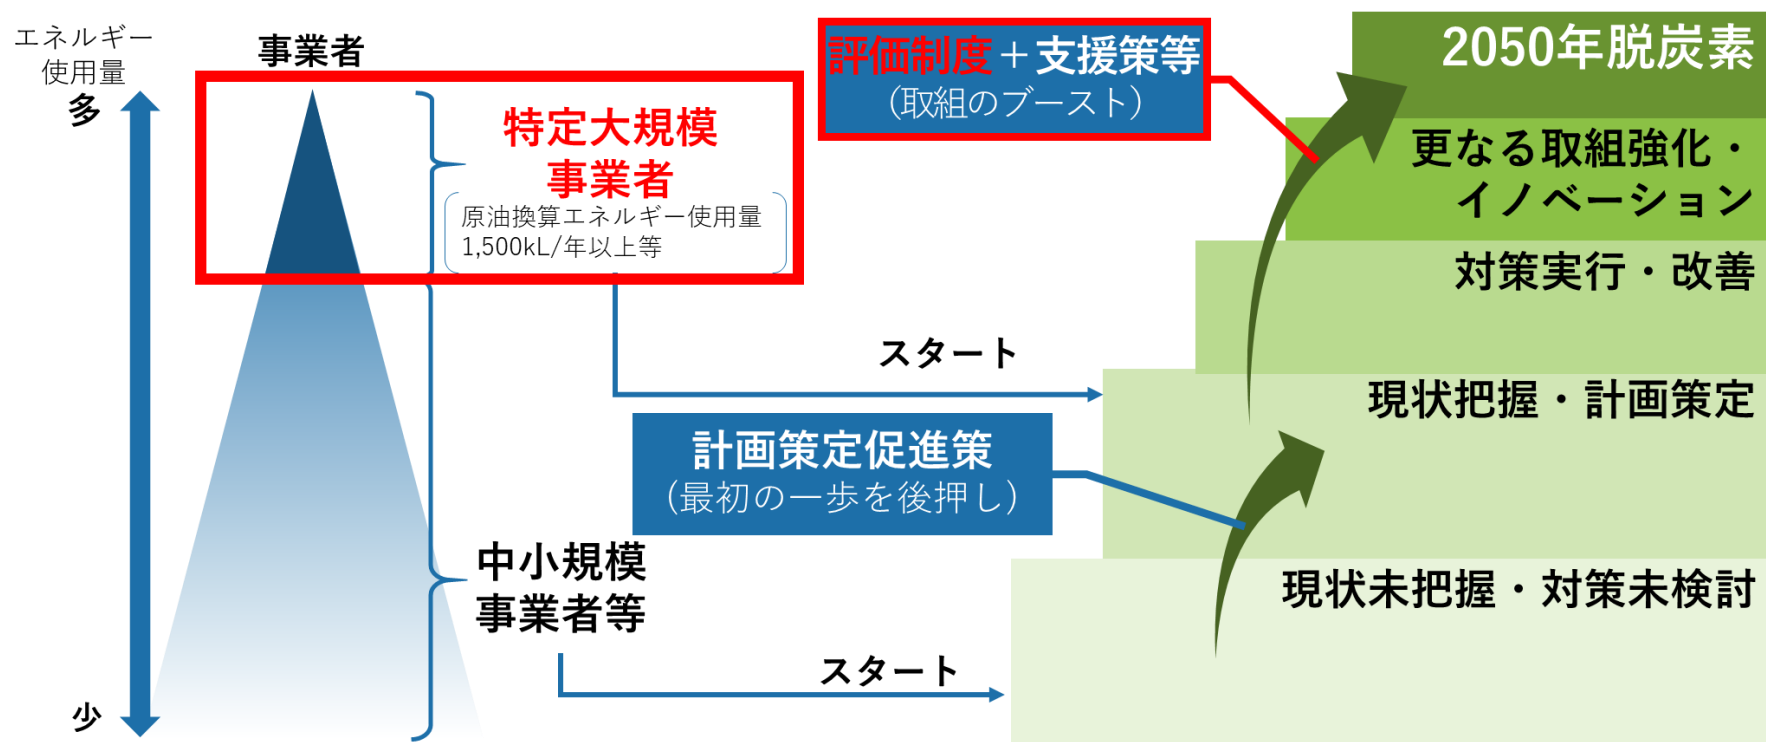 エネルギー
使用量
多
少
事業者
特定大規模
事業者
原油換算エネルギー使用量
1,500kL/年以上等
中小規模
事業者等
スタート
スタート
評価制度＋支援策等
（取組のブースト）
計画策定促進策
（最初の一歩を後押し）
2050年脱炭素
更なる取組強化・
イノベーション
対策実行・改善
現状把握・計画策定
現状未把握・対策未検討